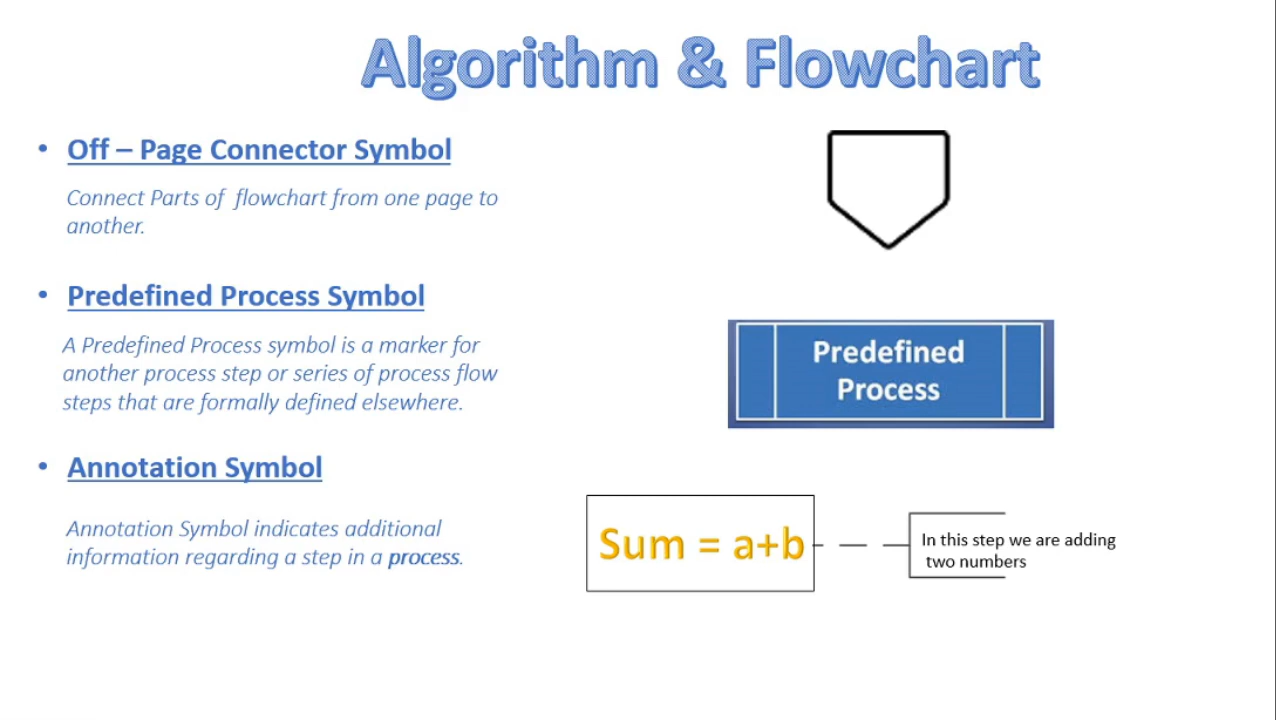 Algorithm & Flowchart
• Off – Page Connector Symbol
Connect Parts of flowchart from one page to
another.
• Predefined Process Symbol
A Predefined Process symbol is a marker for
another process step or series of process flow
steps that are formally defined elsewhere.
Predefined
Process
• Annotation Symbol
Annotation Symbol indicates additional
information regarding a step in a process.
Sum = a+b
In this step we are adding
two numbers